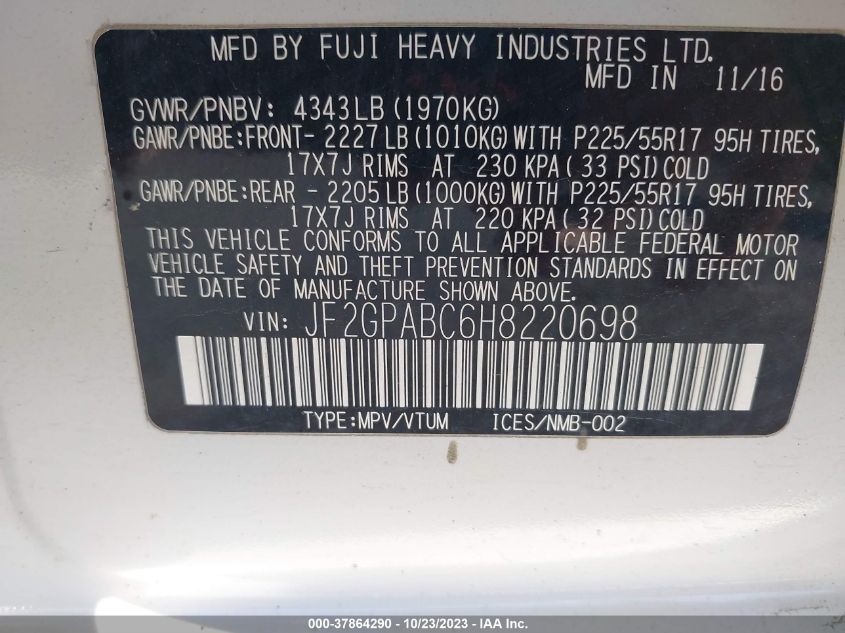 MFD BY FUJI HEAVY INDUSTRIES LTD.
MFD IN 11/16
GVWR/PNBV: 4343LB (1970KG)
GAWR/PNBE:FRONT- 2227 LB (1010KG) WITH P225/55R17 95H TIRES,
17X7J RIMS AT 230 KPA ( 33 PSI) COLD
GAWR/PNBE:REAR - 2205 LB (1000KG) WITH P225/55R17 95H TIRES,
17X7J RIMS AT 220 KPA ( 32 PSI) COLD
THIS VEHICLE CONFORMS TO ALL APPLICABLE FEDERAL MOTOR
VEHICLE SAFETY AND THEFT PREVENTION STANDARDS IN EFFECT ON
THE DATE OF MANUFACTURE SHOWN ABOVE.
VIN: JF2GPABC6H8220698
TYPE:MPV/VTUM ICES/NMB-002
000-37864290 - 10/23/2023 - IAA Inc.